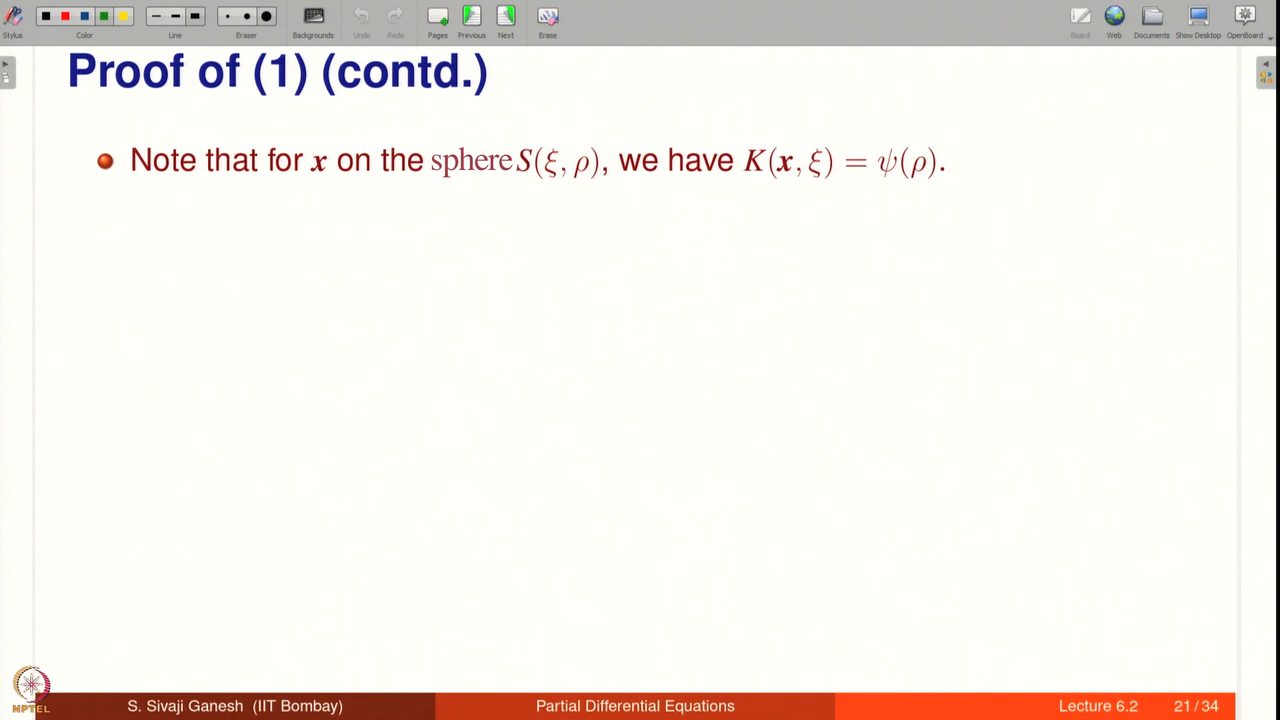 Stylus Color Line Eraser Backgrounds Undo Redo Pages Previous Next Erase Board Web Documents Show Desktop OpenBoard
Proof of (1) (contd.)
Note that for x on the sphere S(ξ, ρ), we have K(x, ξ) = ψ(ρ).
NPTEL
S. Sivaji Ganesh (IIT Bombay) Partial Differential Equations Lecture 6.2 21 / 34